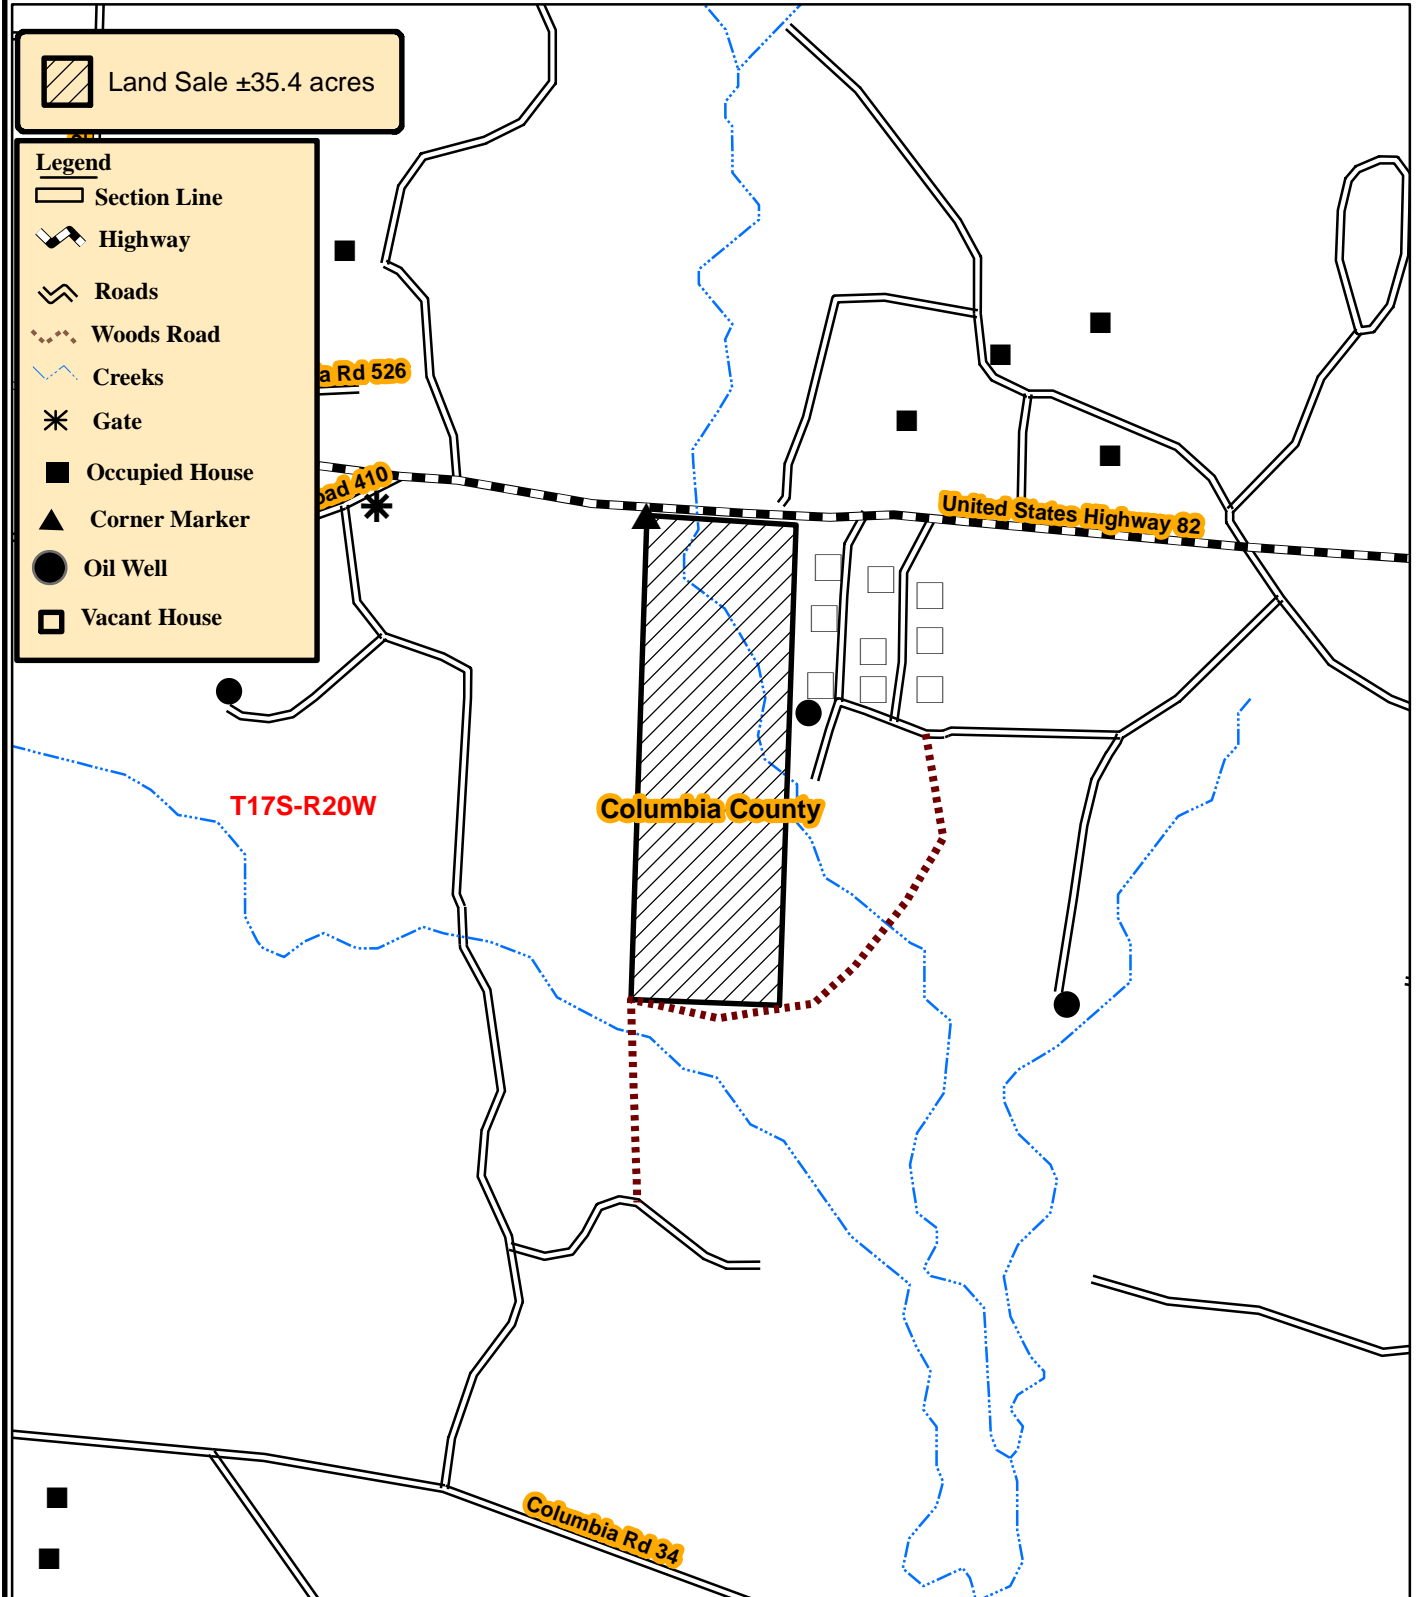 Land Sale ±35.4 acres
Legend
Section Line
Highway
Roads
Woods Road
Creeks
Gate
Occupied House
Corner Marker
Oil Well
Vacant House
a Rd 526
oad 410
United States Highway 82
T17S-R20W
Columbia County
Columbia Rd 34